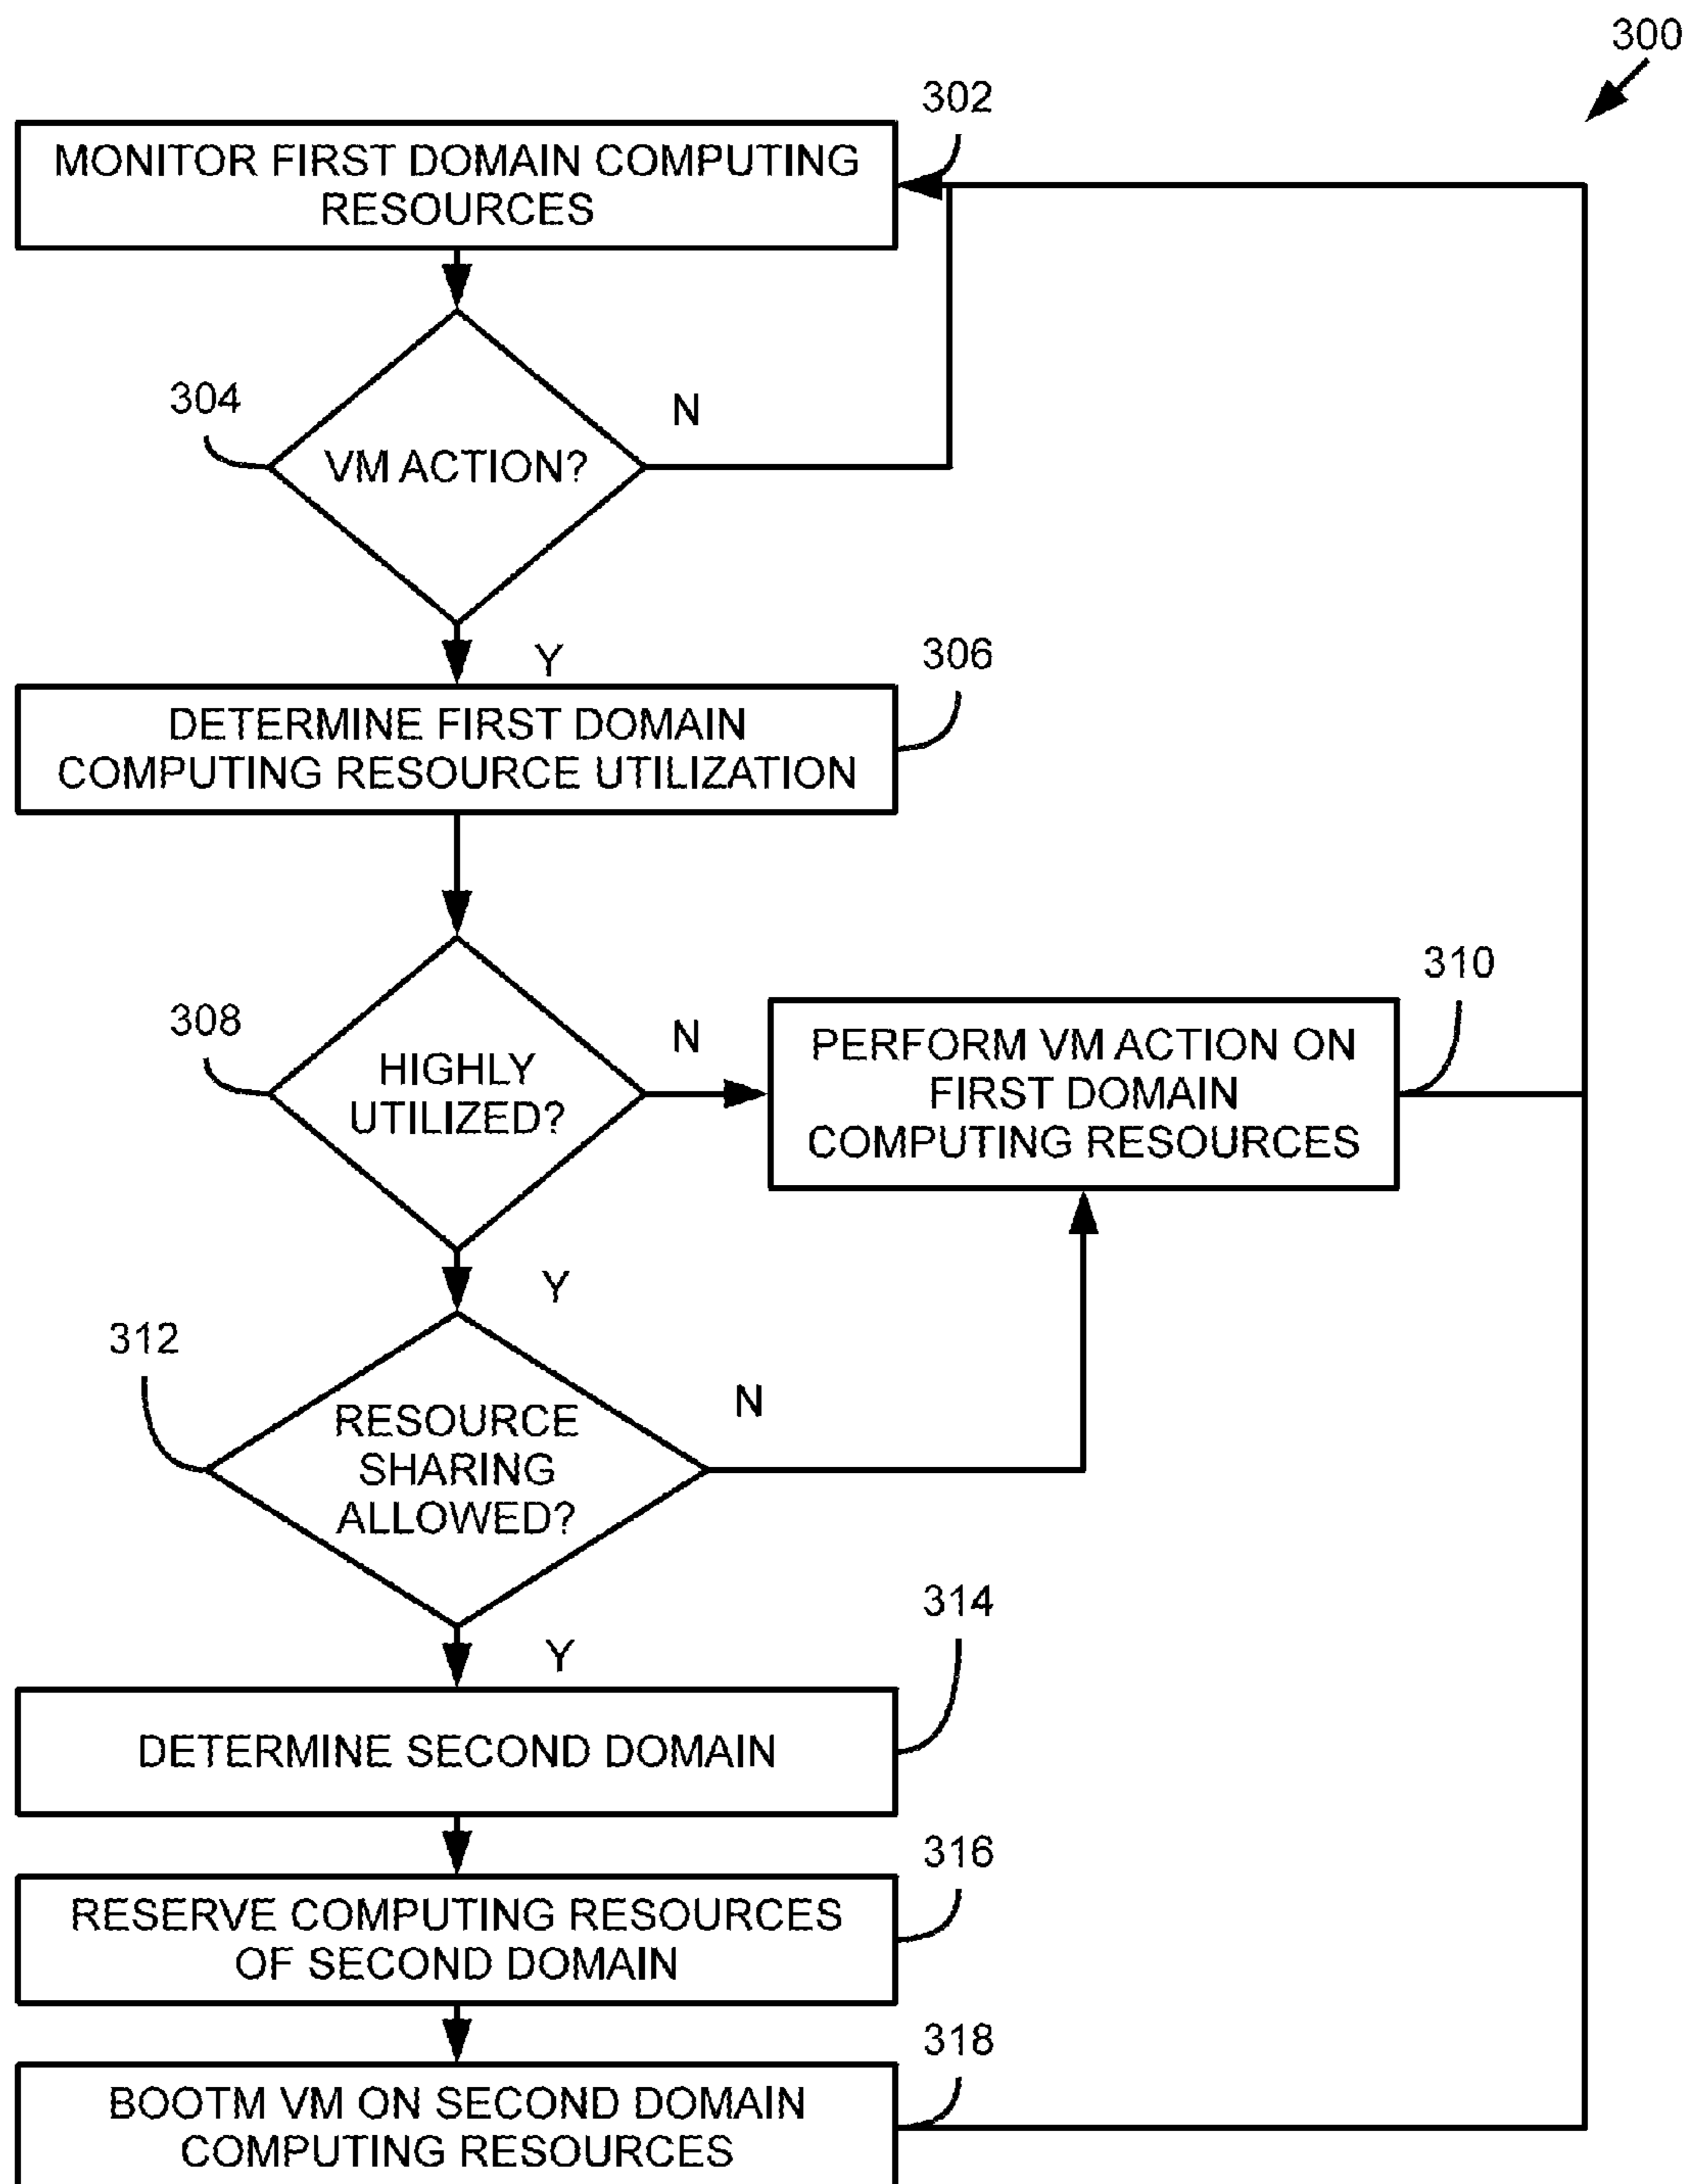 300
302
MONITOR FIRST DOMAIN COMPUTING
RESOURCES
304
VM ACTION?
N
Y
306
DETERMINE FIRST DOMAIN
COMPUTING RESOURCE UTILIZATION
308
HIGHLY
UTILIZED?
N
310
PERFORM VM ACTION ON
FIRST DOMAIN
COMPUTING RESOURCES
Y
312
RESOURCE
SHARING
ALLOWED?
N
Y
314
DETERMINE SECOND DOMAIN
316
RESERVE COMPUTING RESOURCES
OF SECOND DOMAIN
318
BOOTM VM ON SECOND DOMAIN
COMPUTING RESOURCES